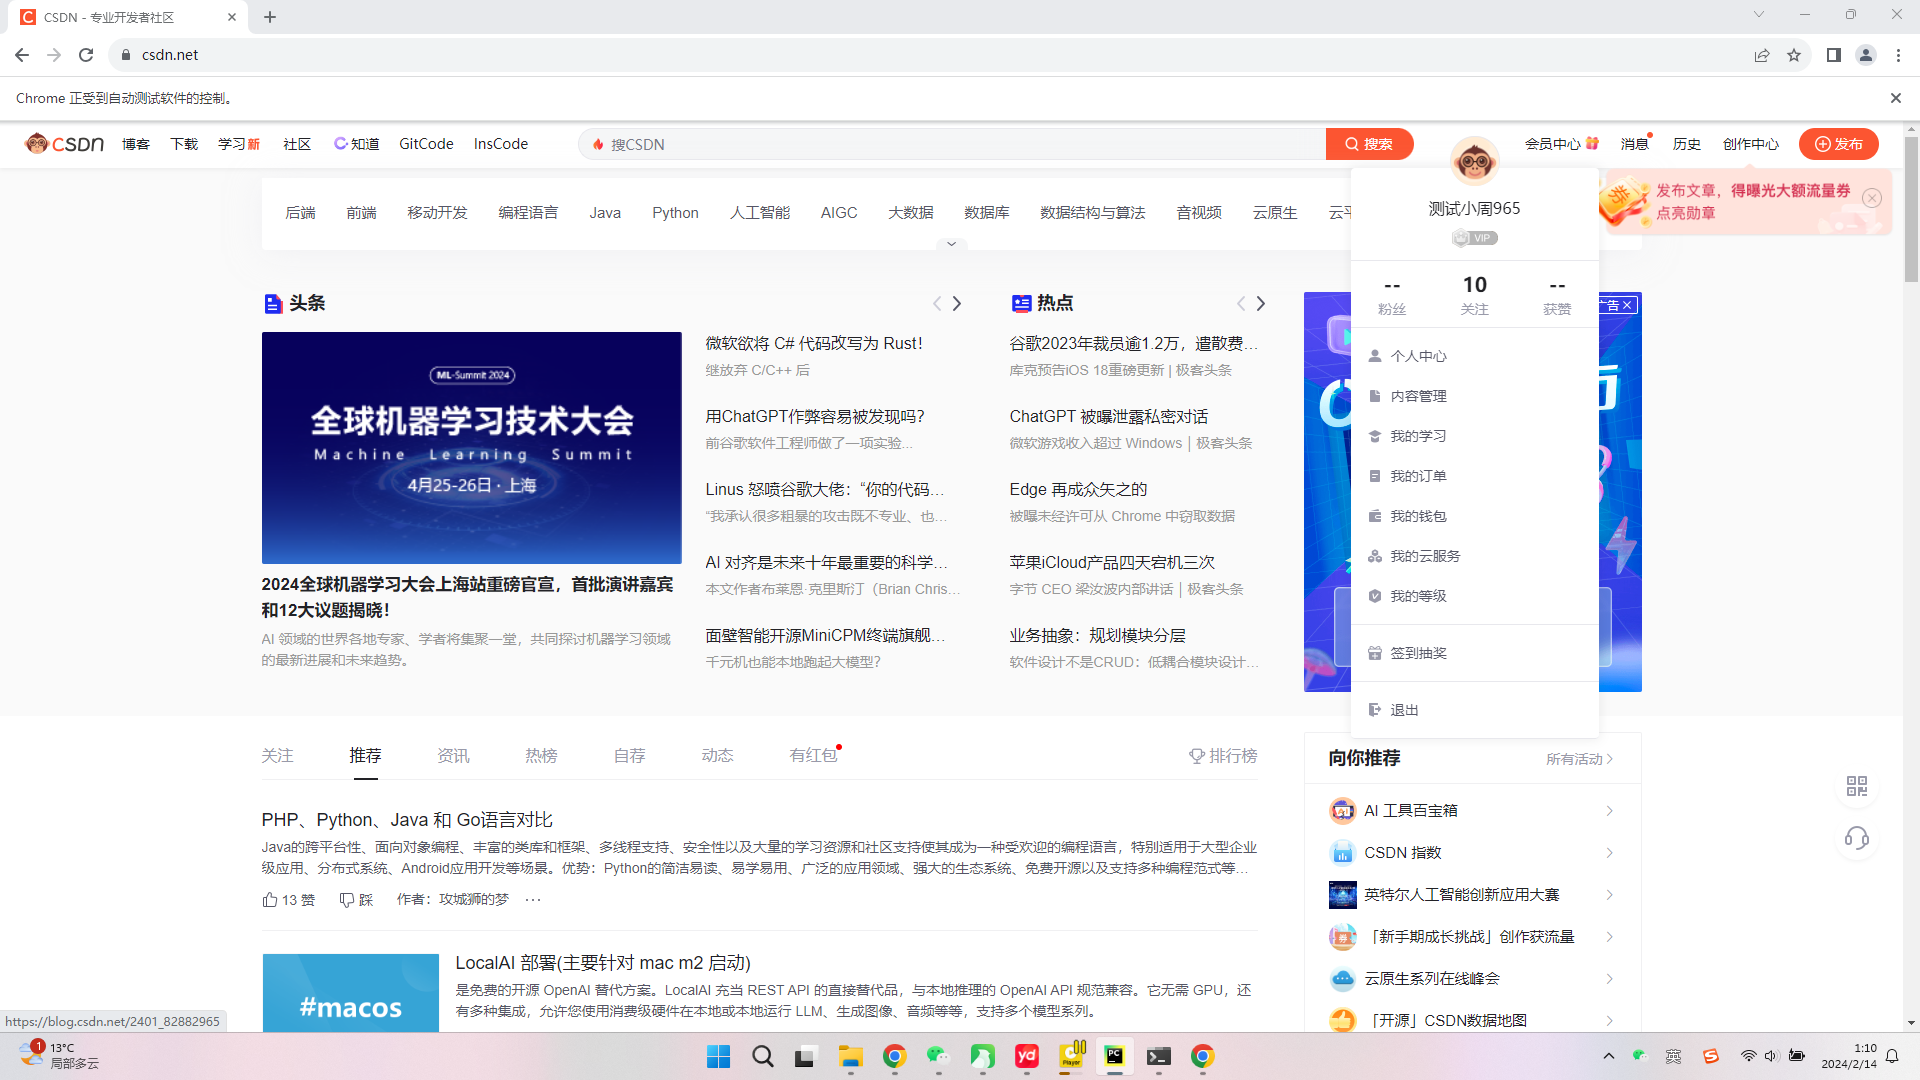 CSDN - 专业开发者社区
csdn.net
Chrome 正受到自动测试软件的控制。
CSDN 博客 下载 学习新 社区 知道 GitCode InsCode 搜CSDN 搜索 会员中心 消息 历史 创作中心 发布
后端 前端 移动开发 编程语言 Java Python 人工智能 AIGC 大数据 数据库 数据结构与算法 音视频 云原生
测试小周965
VIP
-- 10 --
粉丝 关注 获赞
个人中心
内容管理
我的学习
我的订单
我的钱包
我的云服务
我的等级
签到抽奖
退出
券
发布文章，得曝光大额流量券
点亮勋章
头条
ML-Summit 2024
全球机器学习技术大会
Machine Learning Summit
4月25-26日 · 上海
2024全球机器学习大会上海站重磅官宣，首批演讲嘉宾
和12大议题揭晓！
AI 领域的世界各地专家、学者将集聚一堂，共同探讨机器学习领域
的最新进展和未来趋势。
微软欲将 C# 代码改写为 Rust！
继放弃 C/C++ 后
用ChatGPT作弊容易被发现吗？
前谷歌软件工程师做了一项实验...
Linus 怒喷谷歌大佬：“你的代码…
“我承认很多粗暴的攻击既不专业、也…
AI 对齐是未来十年最重要的科学…
本文作者布莱恩·克里斯汀（Brian Chris…
面壁智能开源MiniCPM终端旗舰…
千元机也能本地跑起大模型？
热点
谷歌2023年裁员逾1.2万，遣散费…
库克预告iOS 18重磅更新 | 极客头条
ChatGPT 被曝泄露私密对话
微软游戏收入超过 Windows｜极客头条
Edge 再成众矢之的
被曝未经许可从 Chrome 中窃取数据
苹果iCloud产品四天宕机三次
字节 CEO 梁汝波内部讲话｜极客头条
业务抽象：规划模块分层
软件设计不是CRUD：低耦合模块设计…
广告
关注 推荐 资讯 热榜 自荐 动态 有红包 排行榜
PHP、Python、Java 和 Go语言对比
Java的跨平台性、面向对象编程、丰富的类库和框架、多线程支持、安全性以及大量的学习资源和社区支持使其成为一种受欢迎的编程语言，特别适用于大型企业
级应用、分布式系统、Android应用开发等场景。优势：Python的简洁易读、易学易用、广泛的应用领域、强大的生态系统、免费开源以及支持多种编程范式等…
13 赞 踩 作者：攻城狮的梦 ···
#macos
LocalAI 部署(主要针对 mac m2 启动)
是免费的开源 OpenAI 替代方案。LocalAI 充当 REST API 的直接替代品，与本地推理的 OpenAI API 规范兼容。它无需 GPU，还
有多种集成，允许您使用消费级硬件在本地或本地运行 LLM、生成图像、音频等等，支持多个模型系列。
向你推荐 所有活动
AI 工具百宝箱
CSDN 指数
英特尔人工智能创新应用大赛
「新手期成长挑战」创作获流量
云原生系列在线峰会
「开源」CSDN数据地图
https://blog.csdn.net/2401_82882965
1
13°C
局部多云
yd
Player
PC
英
1:10
2024/2/14